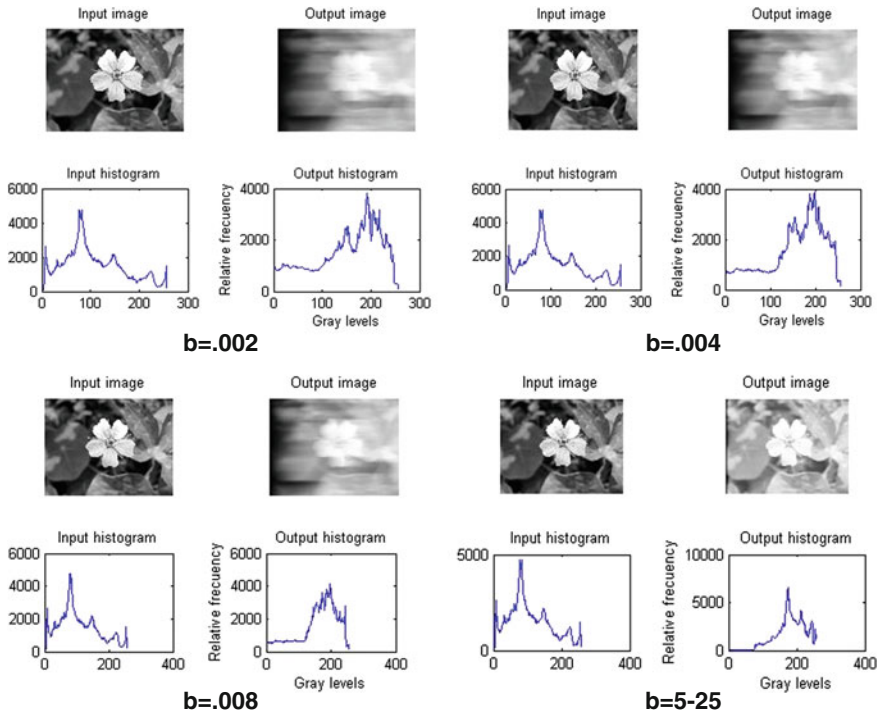 Input image
Output image
Input histogram
Output histogram
6000
4000
2000
0
0
100
200
300
Relative frecuency
4000
2000
0
0
100
200
300
Gray levels
b=.002
Input image
Output image
Input histogram
Output histogram
6000
4000
2000
0
0
100
200
300
Relative frecuency
4000
2000
0
0
100
200
300
Gray levels
b=.004
Input image
Output image
Input histogram
Output histogram
6000
4000
2000
0
0
200
400
Relative frecuency
6000
4000
2000
0
0
200
400
Gray levels
b=.008
Input image
Output image
Input histogram
Output histogram
5000
0
0
200
400
Relative frecuency
10000
5000
0
0
200
400
Gray levels
b=5-25